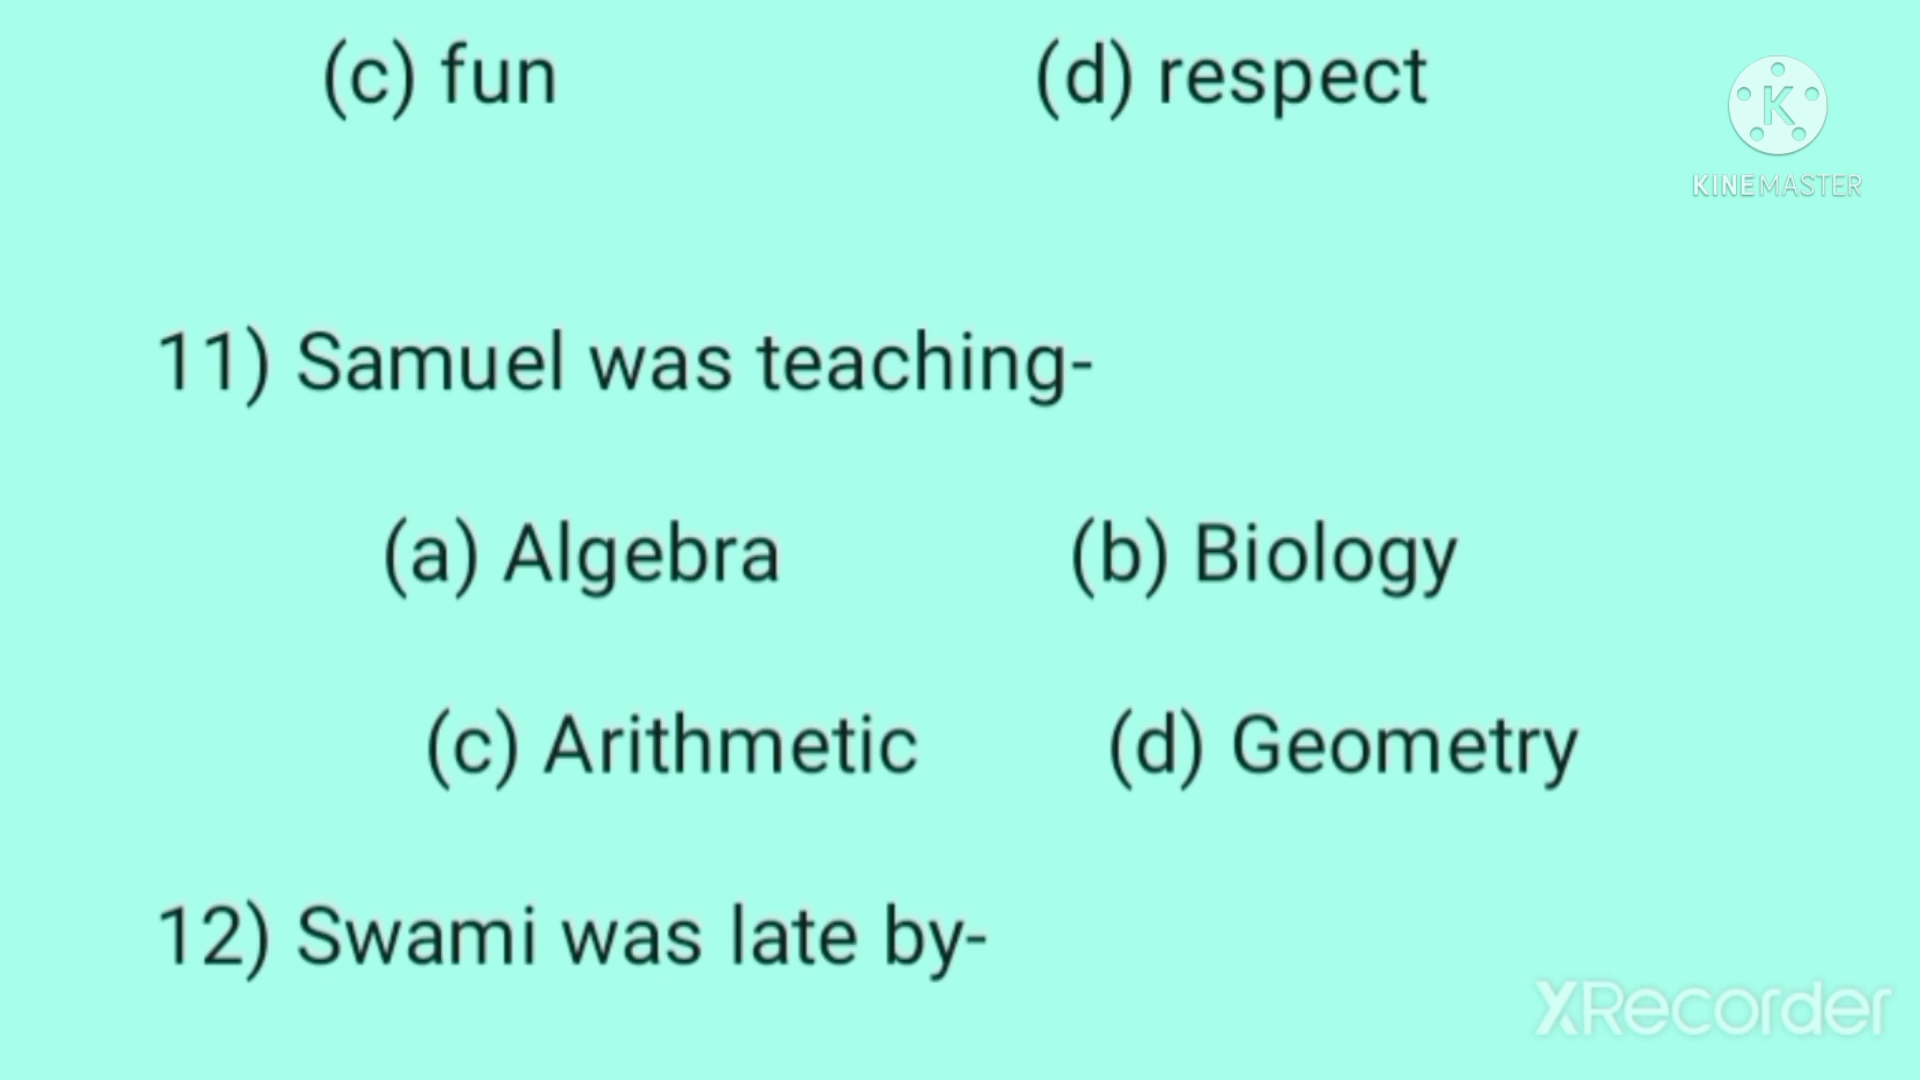 (c) fun (d) respect
K
KINEMASTER
11) Samuel was teaching-
(a) Algebra (b) Biology
(c) Arithmetic (d) Geometry
12) Swami was late by-
XRecorder